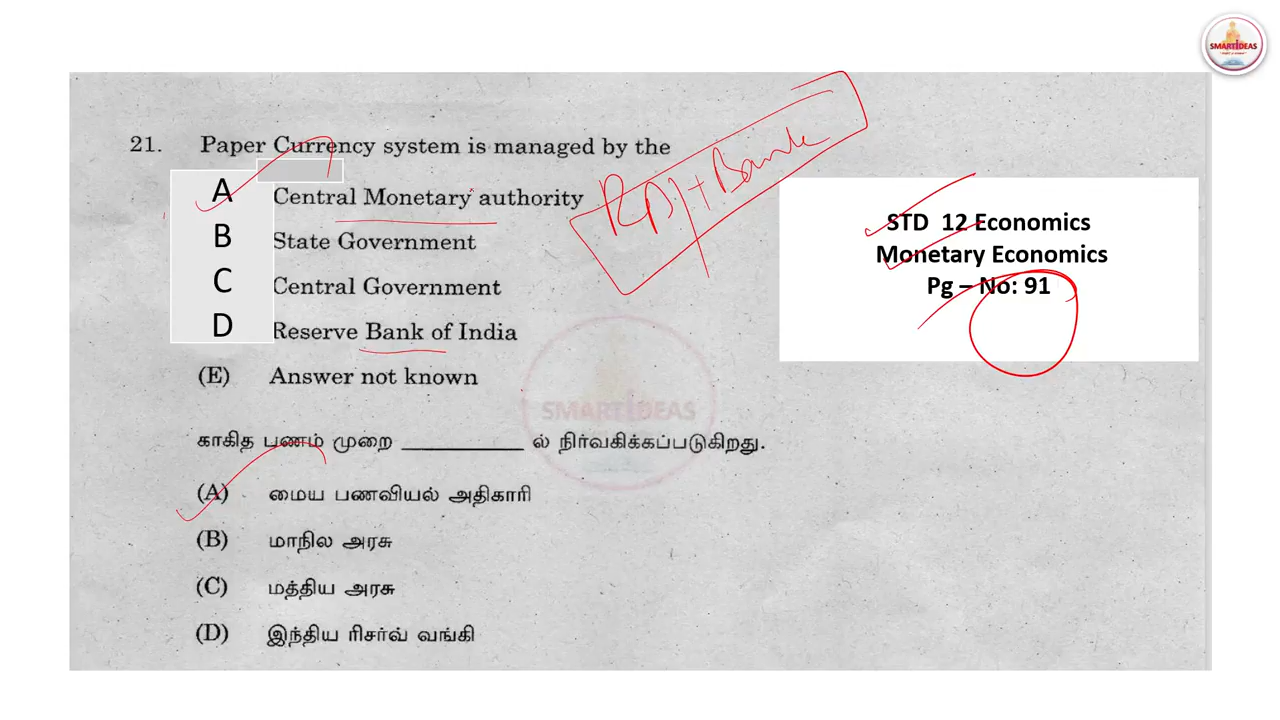 SMARTIDEAS
21. Paper Currency system is managed by the
A Central Monetary authority
B State Government
C Central Government
D Reserve Bank of India
(E) Answer not known
காகித பணம் முறை ____________ ல் நிர்வகிக்கப்படுகிறது.
(A) மைய பணவியல் அதிகாரி
(B) மாநில அரசு
(C) மத்திய அரசு
(D) இந்திய ரிசர்வ் வங்கி
+ Bank
STD 12 Economics
Monetary Economics
Pg – No: 91
SMARTIDEAS